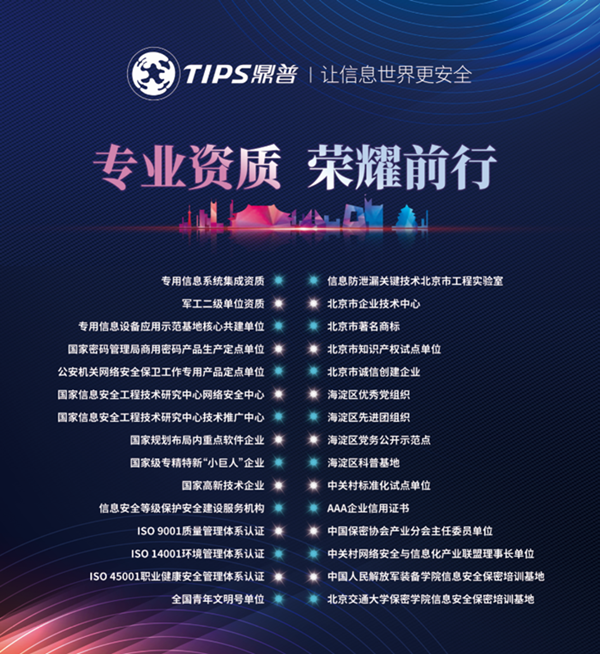 TIPS鼎普 | 让信息世界更安全
专业资质 荣耀前行
专用信息系统集成资质
军工二级单位资质
专用信息设备应用示范基地核心共建单位
国家密码管理局商用密码产品生产定点单位
公安机关网络安全保卫工作专用产品定点单位
国家信息安全工程技术研究中心网络安全中心
国家信息安全工程技术研究中心技术推广中心
国家规划布局内重点软件企业
国家级专精特新“小巨人”企业
国家高新技术企业
信息安全等级保护安全建设服务机构
ISO 9001质量管理体系认证
ISO 14001环境管理体系认证
ISO 45001职业健康安全管理体系认证
全国青年文明号单位
信息防泄漏关键技术北京市工程实验室
北京市企业技术中心
北京市著名商标
北京市知识产权试点单位
北京市诚信创建企业
海淀区优秀党组织
海淀区先进团组织
海淀区党务公开示范点
海淀区科普基地
中关村标准化试点单位
AAA企业信用证书
中国保密协会产业分会主任委员单位
中关村网络安全与信息化产业联盟理事长单位
中国人民解放军装备学院信息安全保密培训基地
北京交通大学保密学院信息安全保密培训基地